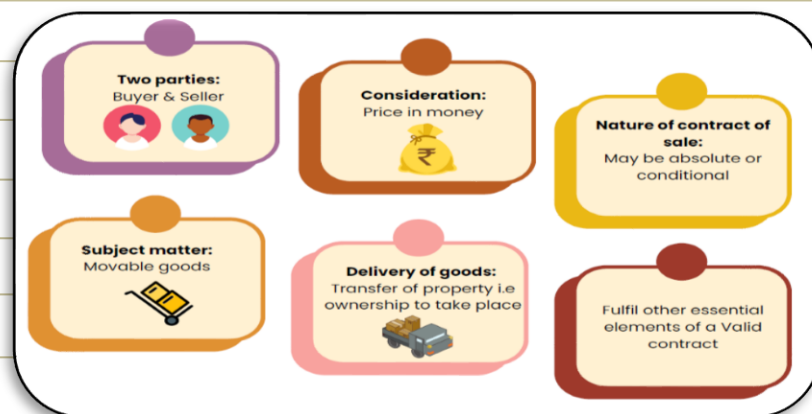 Two parties:
Buyer & Seller
Consideration:
Price in money
₹
Nature of contract of
sale:
May be absolute or
conditional
Subject matter:
Movable goods
Delivery of goods:
Transfer of property i.e
ownership to take place
Fulfil other essential
elements of a Valid
contract